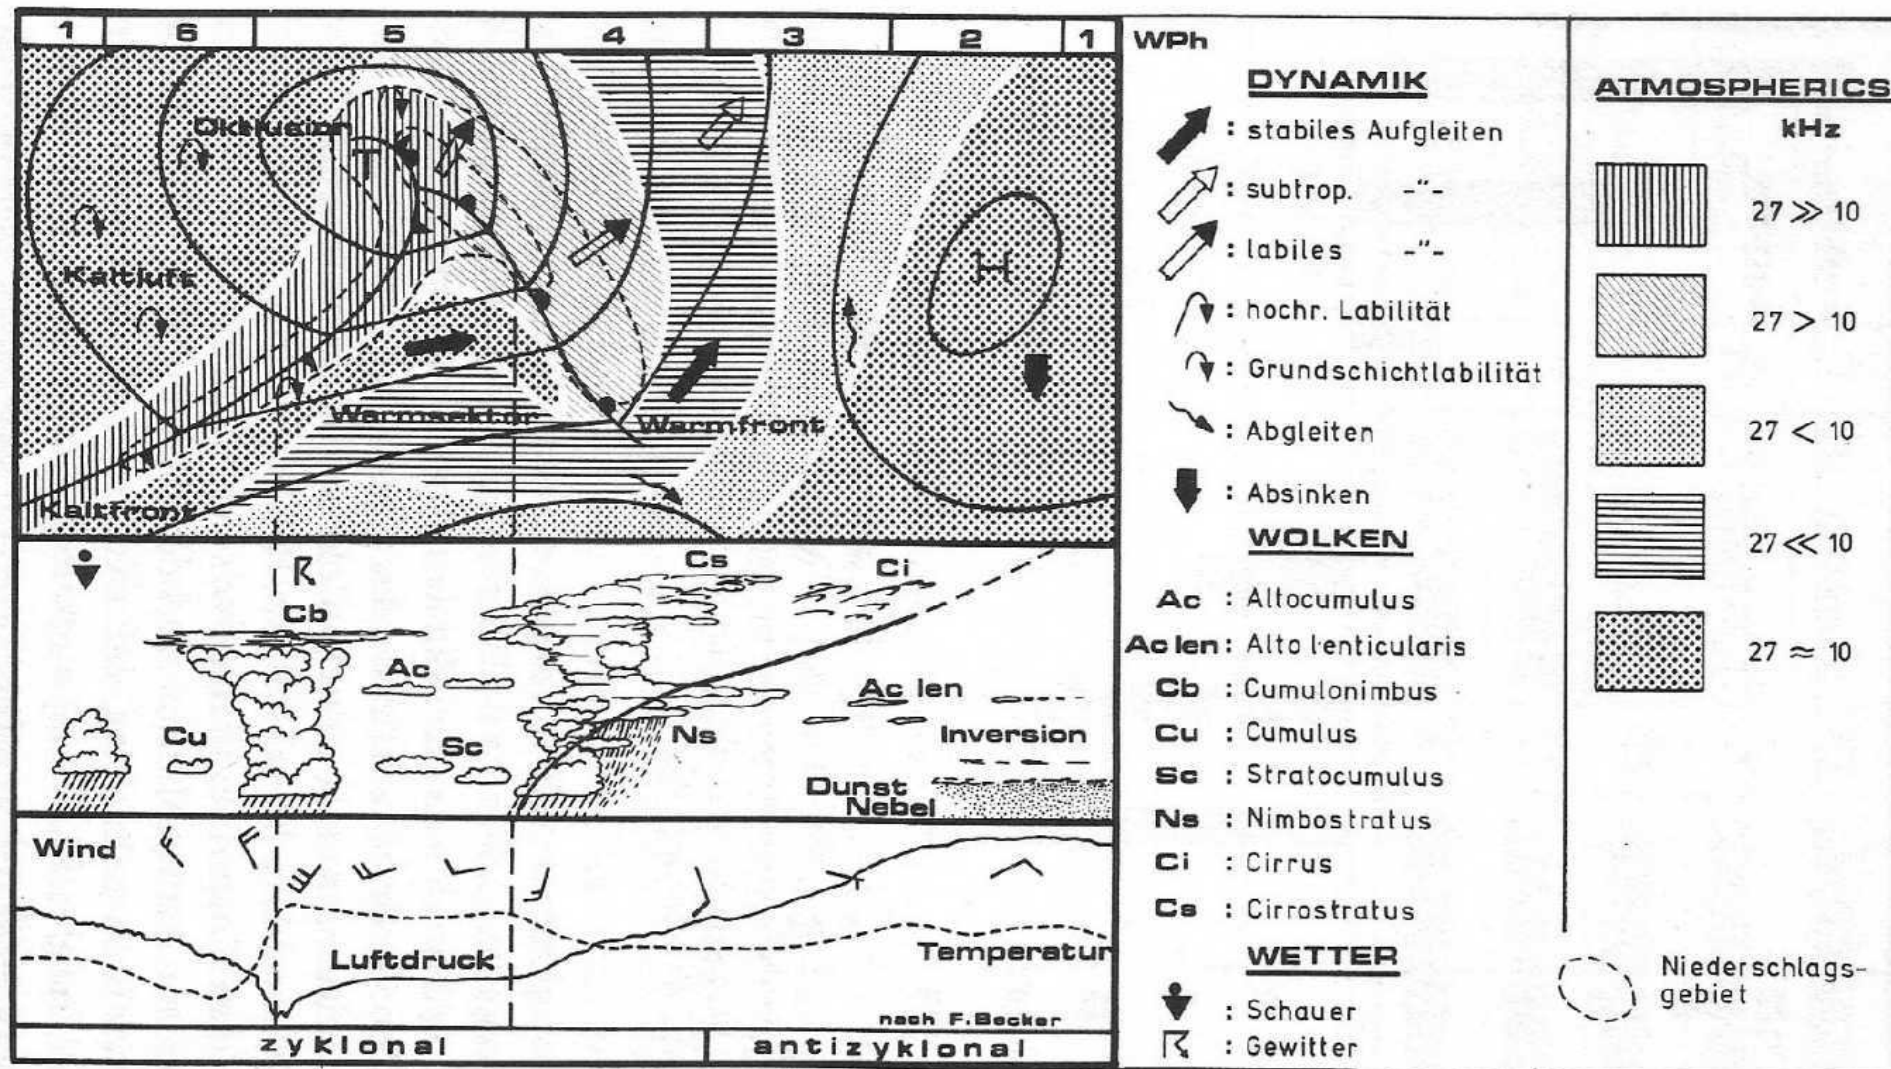 1 6 5 4 3 2 1
Okklusion
T
Kaltluft
H
Warmsektor
Warmfront
Kaltfront
Cs
Ci
Cb
Ac
Ac len
Cu
Sc
Ns
Inversion
Dunst
Nebel
Wind
Luftdruck
Temperatur
nach F. Becker
zyklonal
antizyklonal
WPh
DYNAMIK
: stabiles Aufgleiten
: subtrop. -"-
: labiles -"-
: hochr. Labilität
: Grundschichtlabilität
: Abgleiten
: Absinken
WOLKEN
Ac : Altocumulus
Ac len : Alto lenticularis
Cb : Cumulonimbus
Cu : Cumulus
Sc : Stratocumulus
Ns : Nimbostratus
Ci : Cirrus
Cs : Cirrostratus
WETTER
: Schauer
: Gewitter
ATMOSPHERICS
kHz
27 ≫ 10
27 > 10
27 < 10
27 ≪ 10
27 ≈ 10
Niederschlags-
gebiet